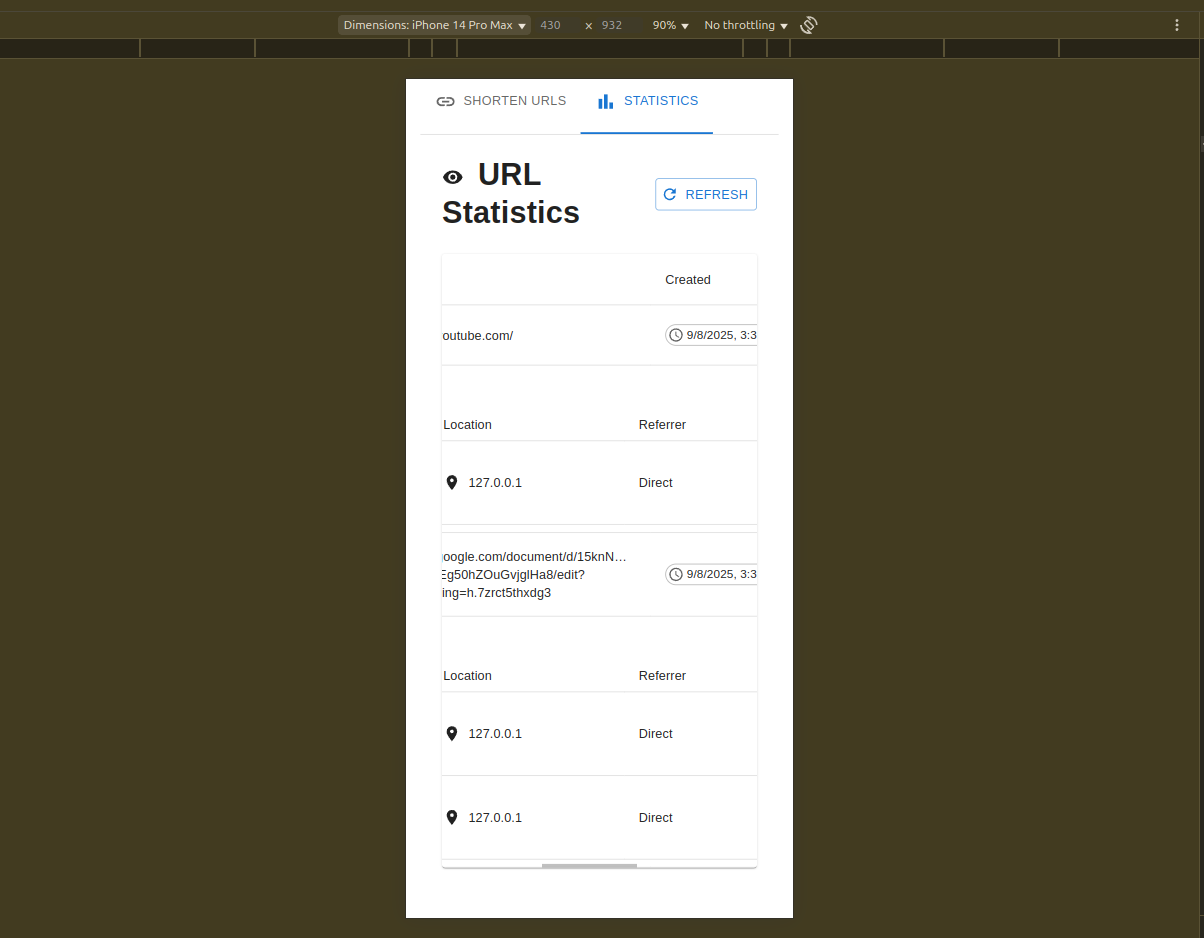 Dimensions: iPhone 14 Pro Max 430 × 932 90% No throttling
SHORTEN URLS STATISTICS
URL
Statistics
REFRESH
Created
outube.com/ 9/8/2025, 3:3
Location Referrer
127.0.0.1 Direct
oogle.com/document/d/15knN…
Eg50hZOuGvjglHa8/edit? 9/8/2025, 3:3
ing=h.7zrct5thxdg3
Location Referrer
127.0.0.1 Direct
127.0.0.1 Direct